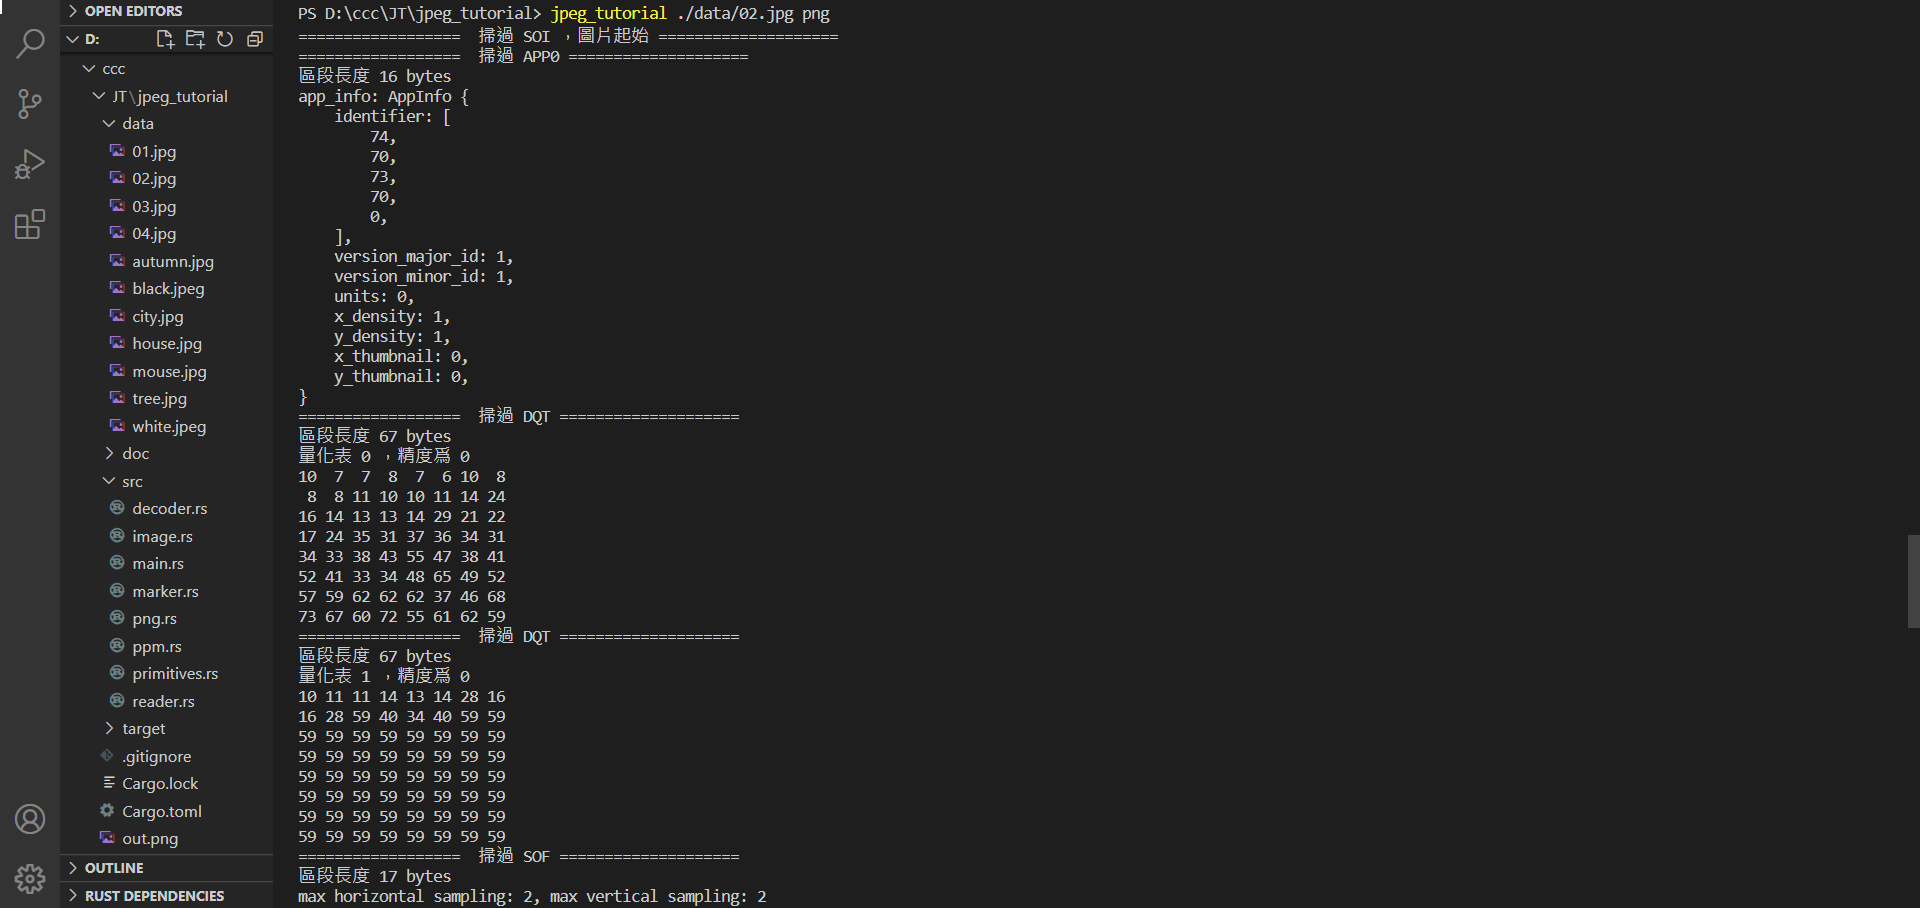 OPEN EDITORS
D:
ccc
JT\jpeg_tutorial
data
01.jpg
02.jpg
03.jpg
04.jpg
autumn.jpg
black.jpeg
city.jpg
house.jpg
mouse.jpg
tree.jpg
white.jpeg
doc
src
decoder.rs
image.rs
main.rs
marker.rs
png.rs
ppm.rs
primitives.rs
reader.rs
target
.gitignore
Cargo.lock
Cargo.toml
out.png
OUTLINE
RUST DEPENDENCIES
PS D:\ccc\JT\jpeg_tutorial> jpeg_tutorial ./data/02.jpg png
================== 掃過 SOI ，圖片起始 ====================
================== 掃過 APP0 ====================
區段長度 16 bytes
app_info: AppInfo {
    identifier: [
        74,
        70,
        73,
        70,
        0,
    ],
    version_major_id: 1,
    version_minor_id: 1,
    units: 0,
    x_density: 1,
    y_density: 1,
    x_thumbnail: 0,
    y_thumbnail: 0,
}
================== 掃過 DQT ====================
區段長度 67 bytes
量化表 0 ，精度爲 0
10  7  7  8  7  6 10  8
 8  8 11 10 10 11 14 24
16 14 13 13 14 29 21 22
17 24 35 31 37 36 34 31
34 33 38 43 55 47 38 41
52 41 33 34 48 65 49 52
57 59 62 62 62 37 46 68
73 67 60 72 55 61 62 59
================== 掃過 DQT ====================
區段長度 67 bytes
量化表 1 ，精度爲 0
10 11 11 14 13 14 28 16
16 28 59 40 34 40 59 59
59 59 59 59 59 59 59 59
59 59 59 59 59 59 59 59
59 59 59 59 59 59 59 59
59 59 59 59 59 59 59 59
59 59 59 59 59 59 59 59
59 59 59 59 59 59 59 59
================== 掃過 SOF ====================
區段長度 17 bytes
max horizontal sampling: 2, max vertical sampling: 2